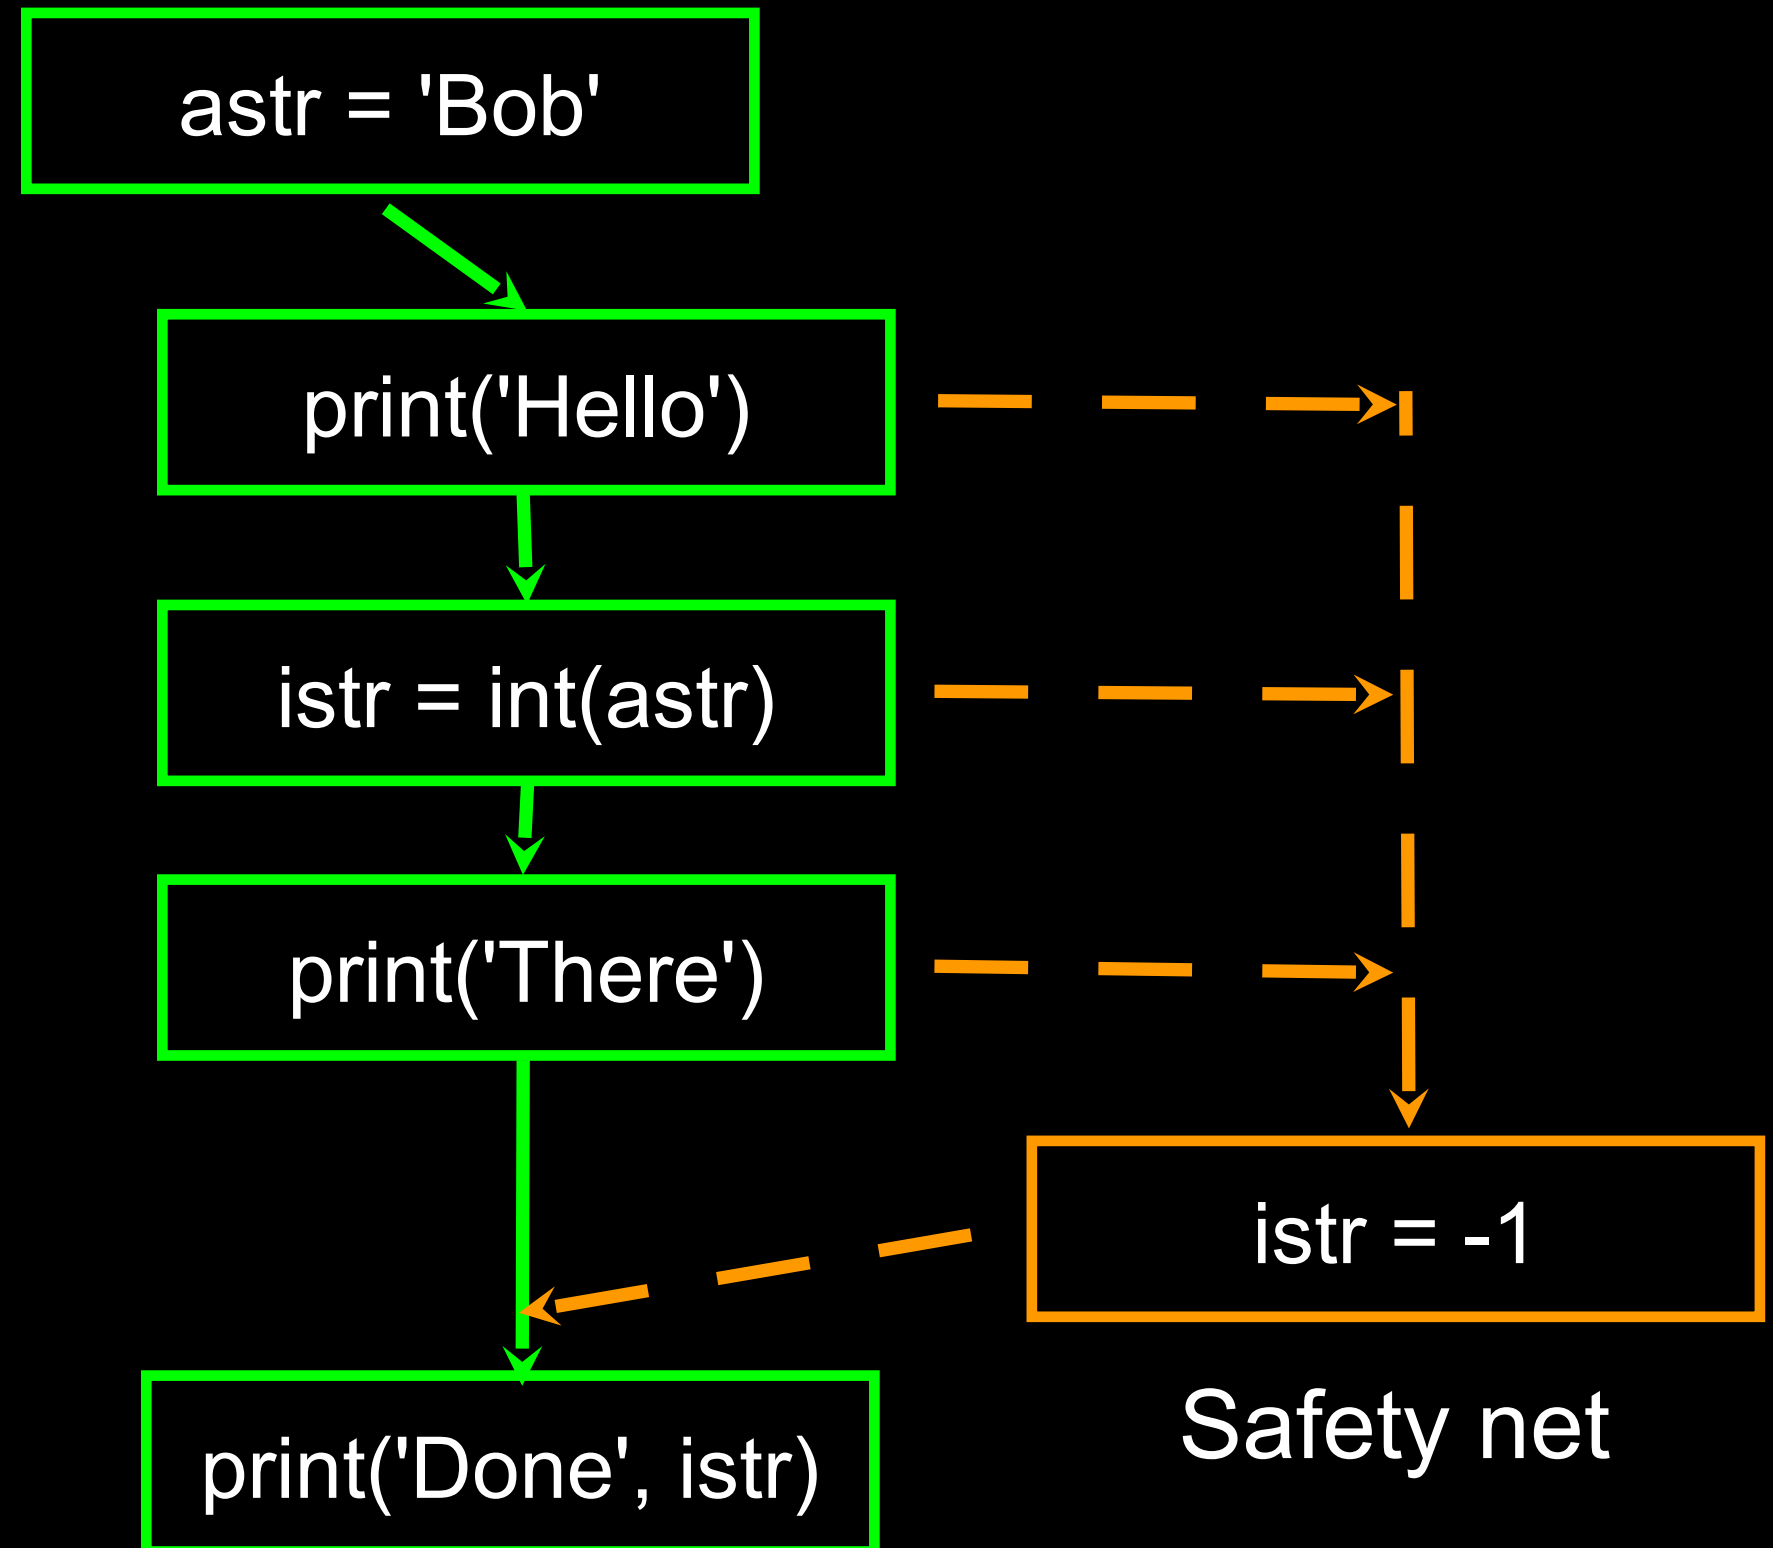 astr = 'Bob'
print('Hello')
istr = int(astr)
print('There')
istr = -1
Safety net
print('Done', istr)